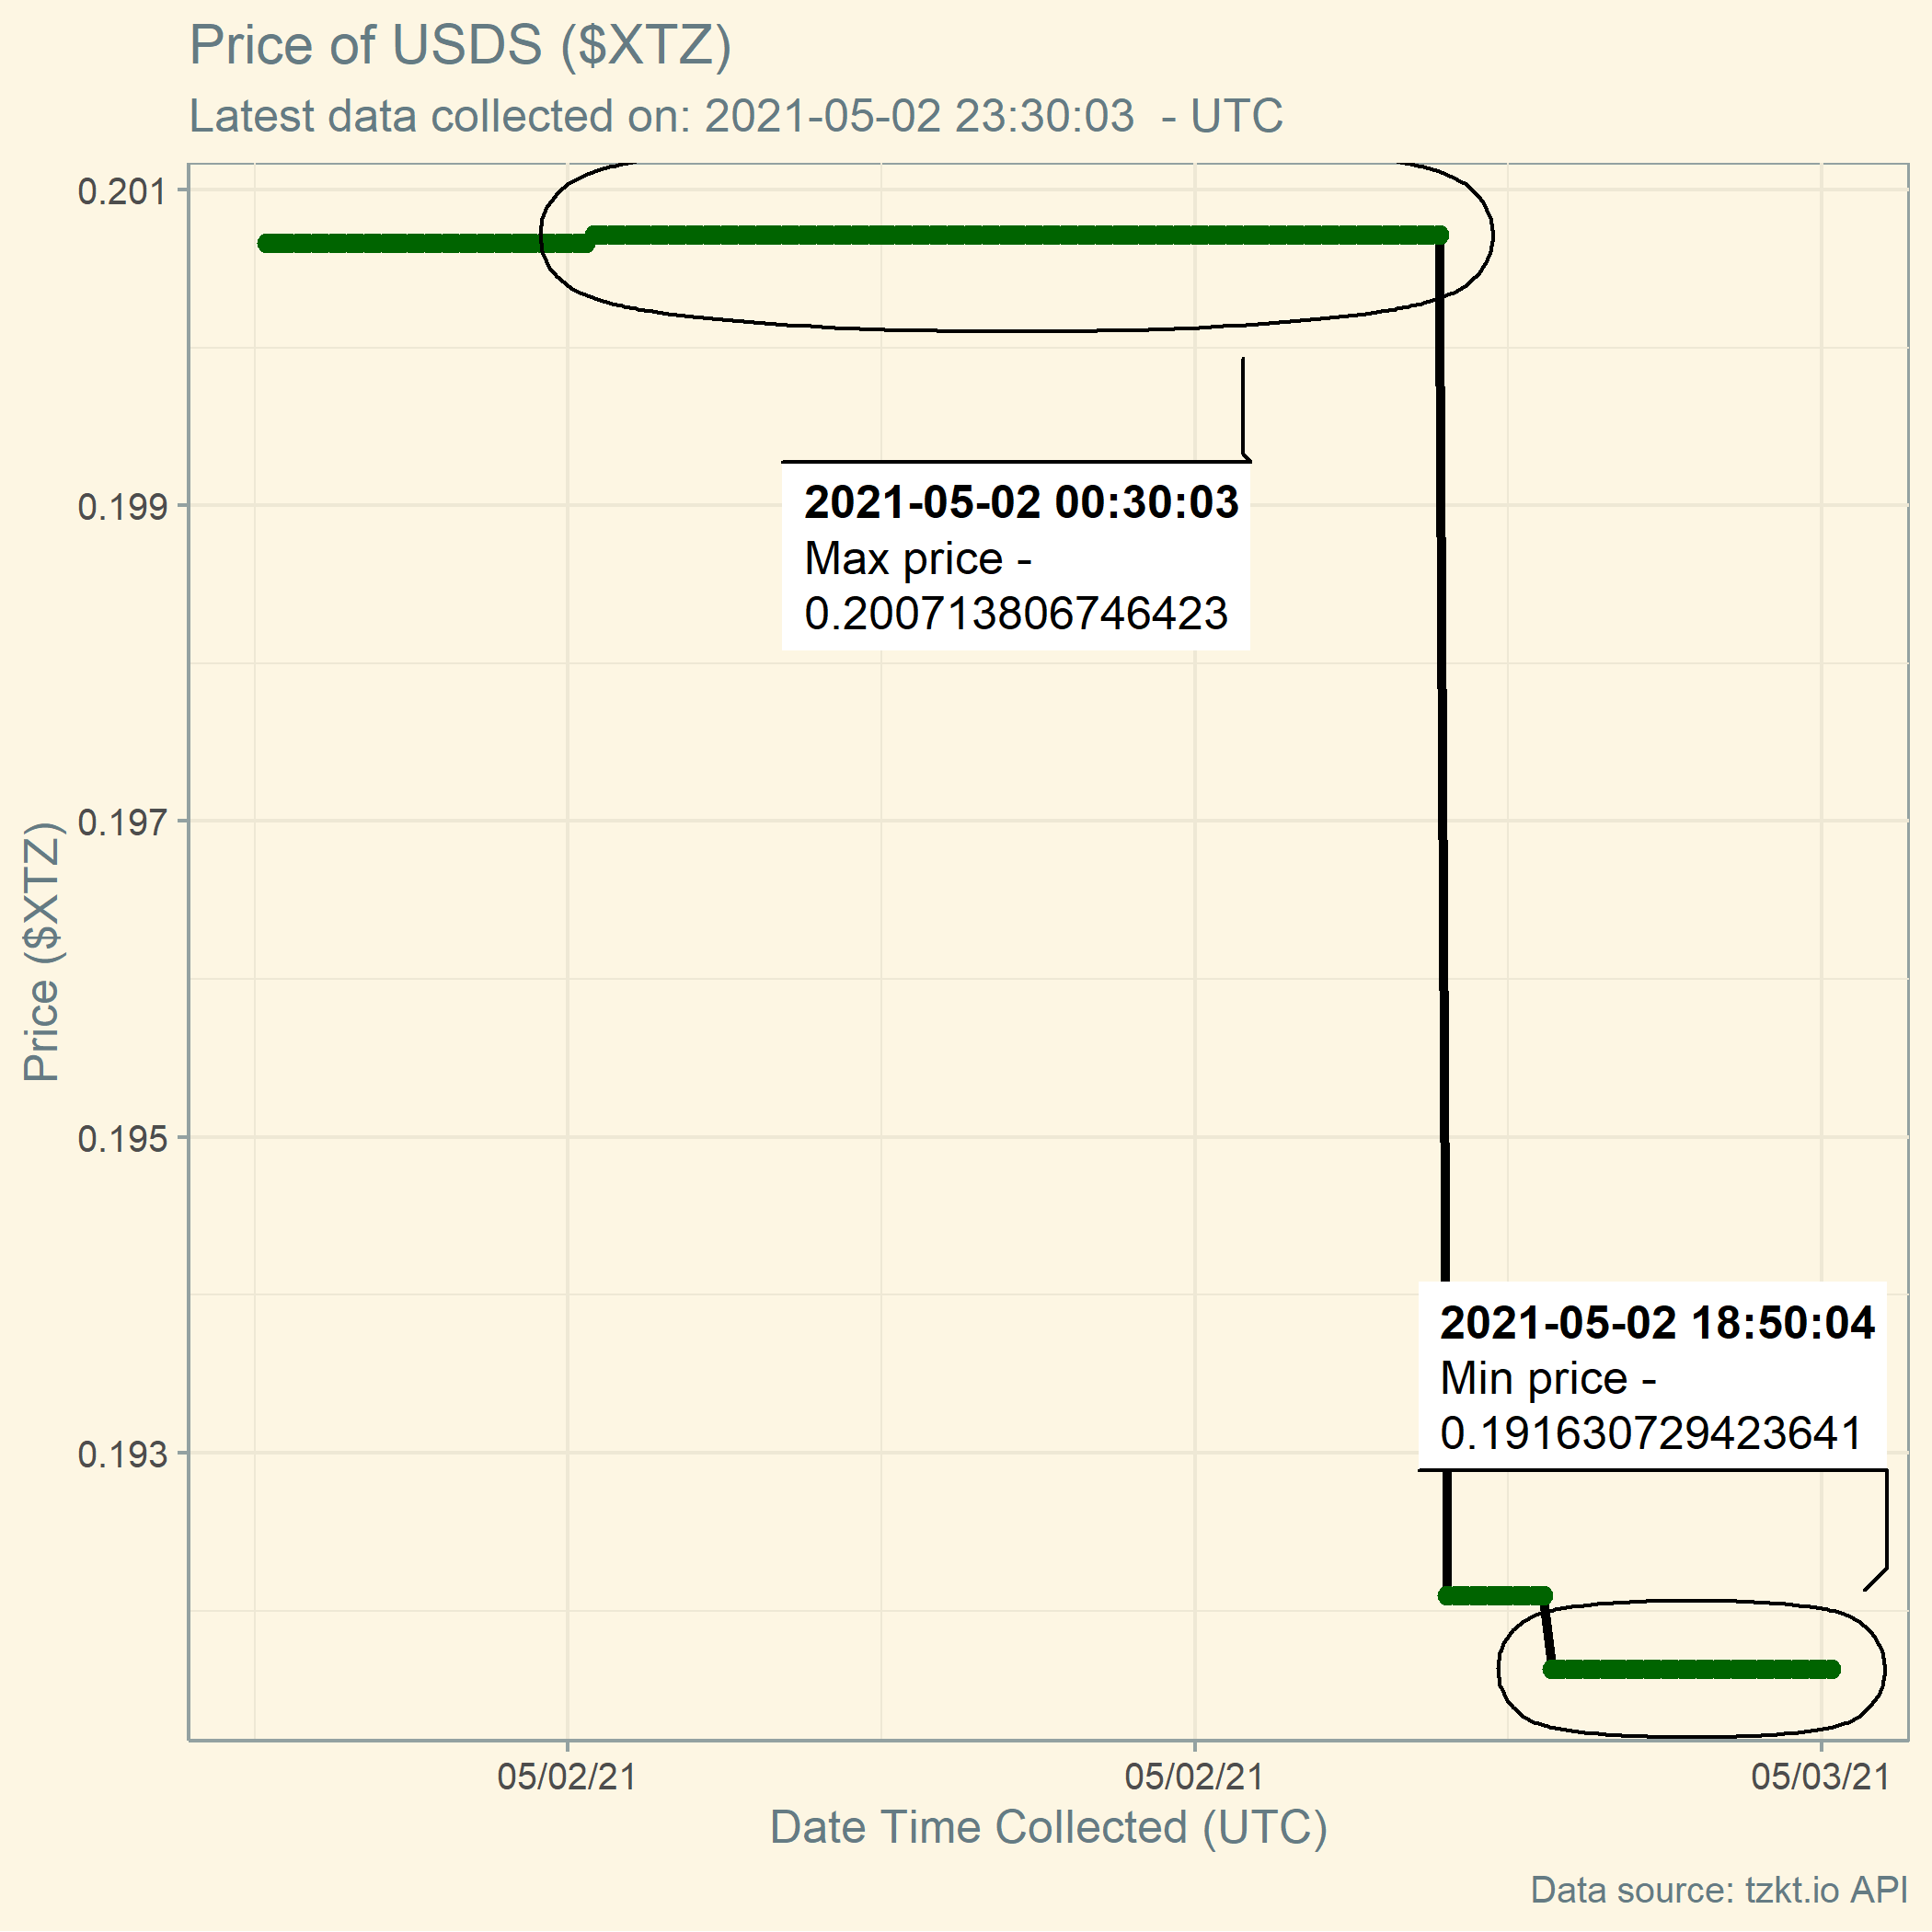 Price of USDS ($XTZ)
Latest data collected on: 2021-05-02 23:30:03  - UTC
0.201
0.199
0.197
0.195
0.193
Price ($XTZ)
2021-05-02 00:30:03
Max price -
0.200713806746423
2021-05-02 18:50:04
Min price -
0.191630729423641
05/02/21
05/02/21
05/03/21
Date Time Collected (UTC)
Data source: tzkt.io API